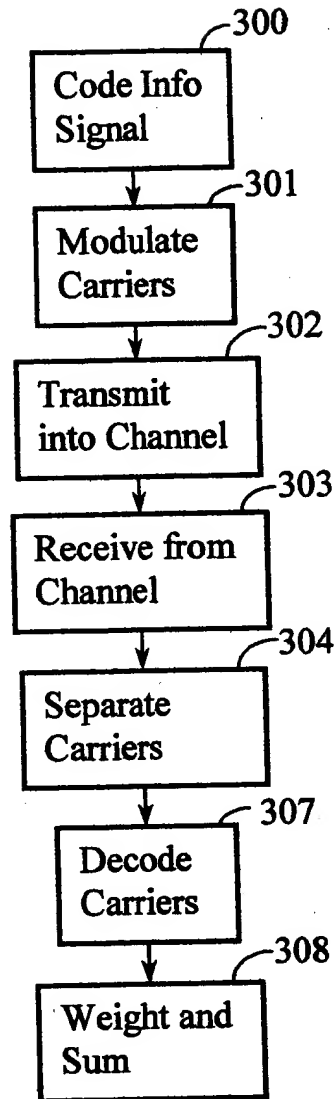 300
Code Info
Signal
301
Modulate
Carriers
302
Transmit
into Channel
303
Receive from
Channel
304
Separate
Carriers
307
Decode
Carriers
308
Weight and
Sum